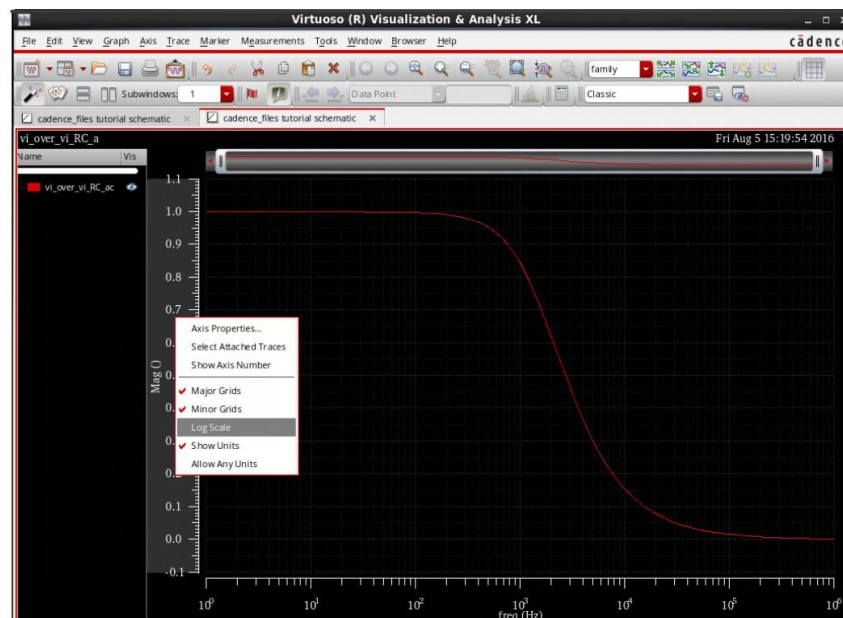 Virtuoso (R) Visualization & Analysis XL
File Edit View Graph Axis Trace Marker Measurements Tools Window Browser Help
cādence
family
Subwindows: 1
Data Point
Classic
cadence_files tutorial schematic
cadence_files tutorial schematic
vi_over_vi_RC_a
Fri Aug 5 15:19:54 2016
Name Vis
vi_over_vi_RC_ac
1.1
1.0
0.9
0.8
0.7
Mag ()
Axis Properties...
Select Attached Traces
Show Axis Number
Major Grids
Minor Grids
Log Scale
Show Units
Allow Any Units
0.1
0.0
-0.1
10⁰ 10¹ 10² 10³ 10⁴ 10⁵ 10⁶
freq (Hz)